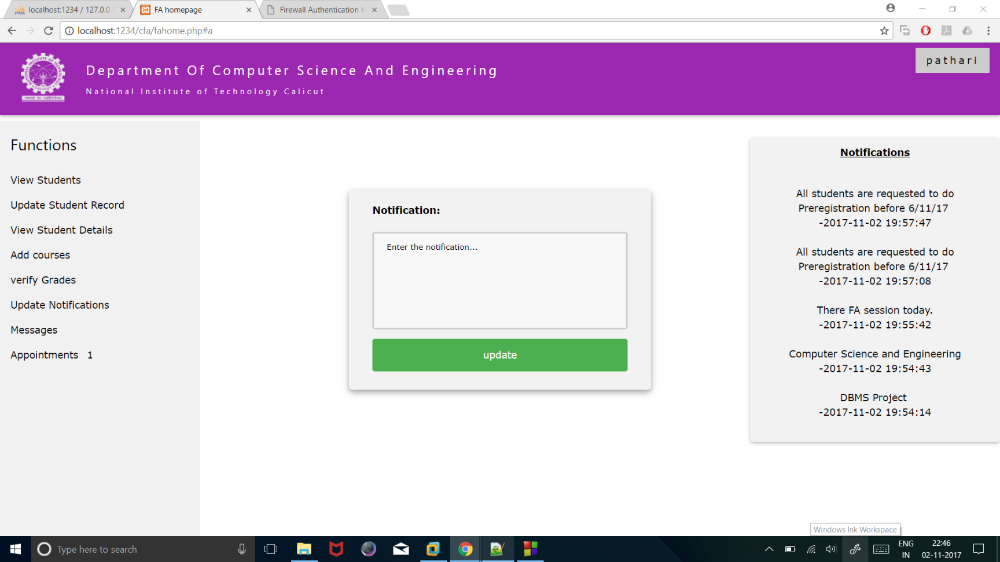 localhost:1234 / 127.0.0.1
FA homepage
Firewall Authentication K
localhost:1234/cfa/fahome.php#a
Department Of Computer Science And Engineering
National Institute of Technology Calicut
pathari
Functions
View Students
Update Student Record
View Student Details
Add courses
verify Grades
Update Notifications
Messages
Appointments 1
Notification:
Enter the notification...
update
Notifications
All students are requested to do
Preregistration before 6/11/17
-2017-11-02 19:57:47
All students are requested to do
Preregistration before 6/11/17
-2017-11-02 19:57:08
There FA session today.
-2017-11-02 19:55:42
Computer Science and Engineering
-2017-11-02 19:54:43
DBMS Project
-2017-11-02 19:54:14
Windows Ink Workspace
Type here to search
ENG
IN
22:46
02-11-2017